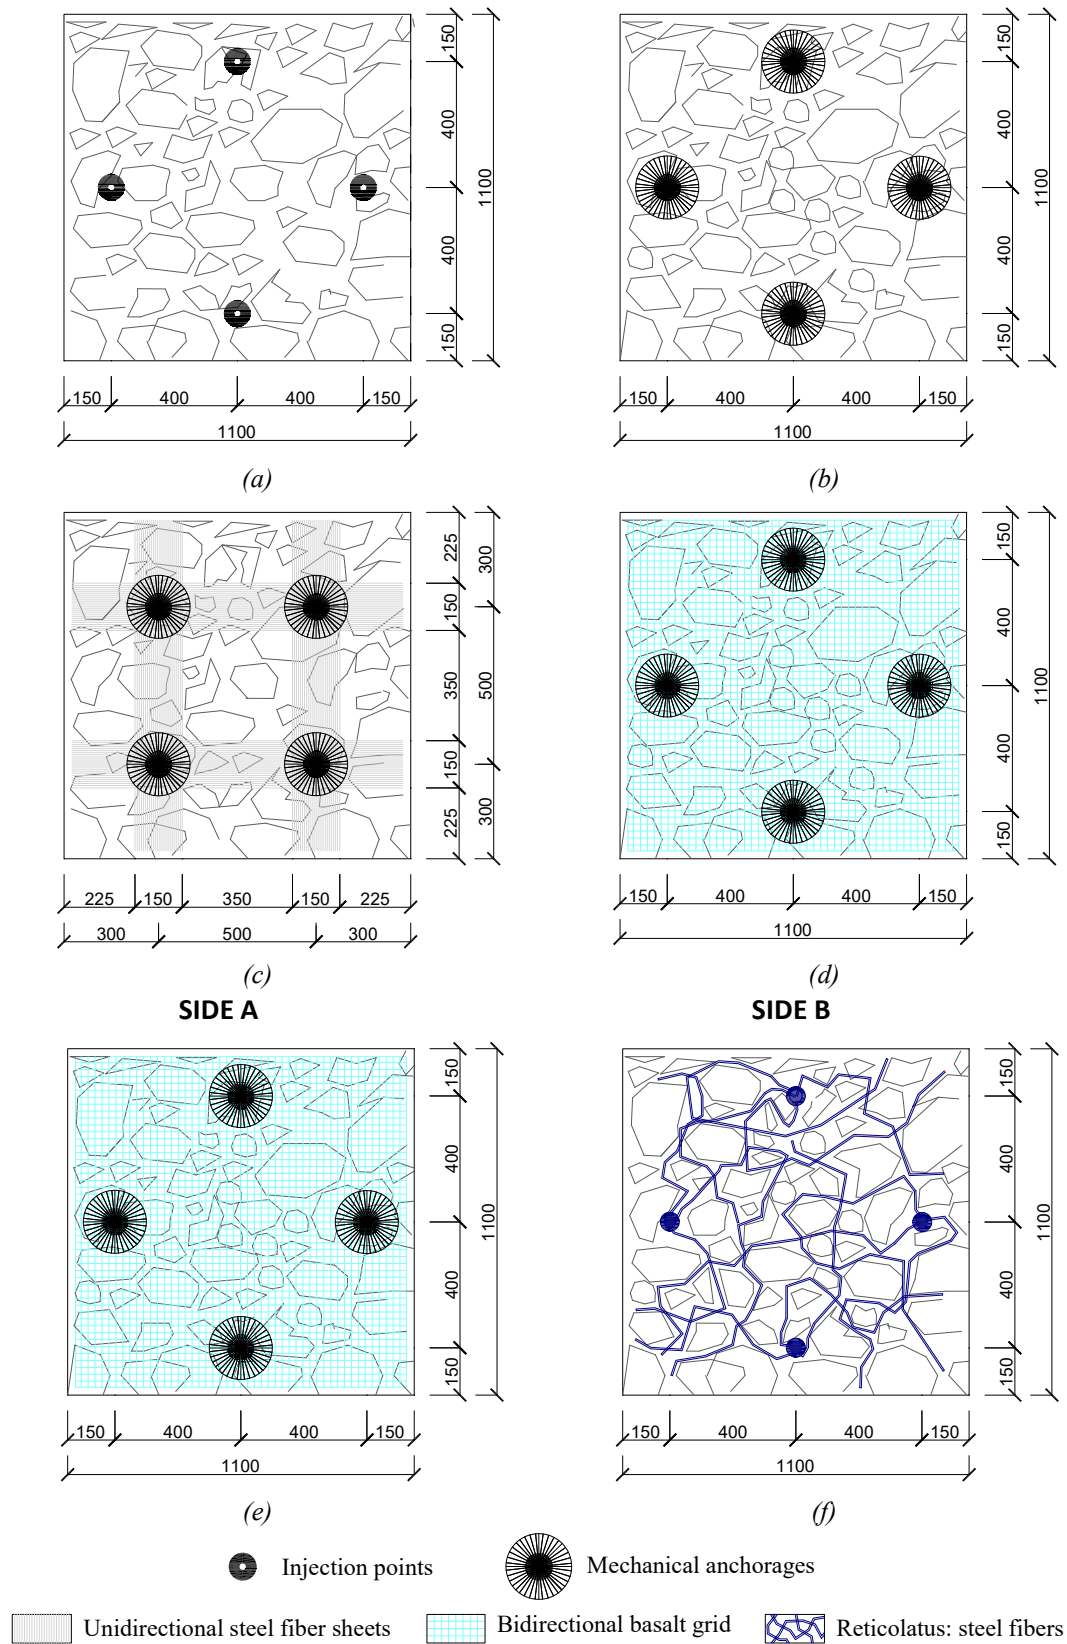 150
400
1100
400
150
150 400 400 150
1100
(a)
150
400
1100
400
150
150 400 400 150
1100
(b)
225
300
150
350
500
150
225
300
225 150 350 150 225
300 500 300
(c)
150
400
1100
400
150
150 400 400 150
1100
(d)
SIDE A
SIDE B
150
400
1100
400
150
150 400 400 150
1100
(e)
150
400
1100
400
150
150 400 400 150
1100
(f)
Injection points
Mechanical anchorages
Unidirectional steel fiber sheets
Bidirectional basalt grid
Reticolatus: steel fibers